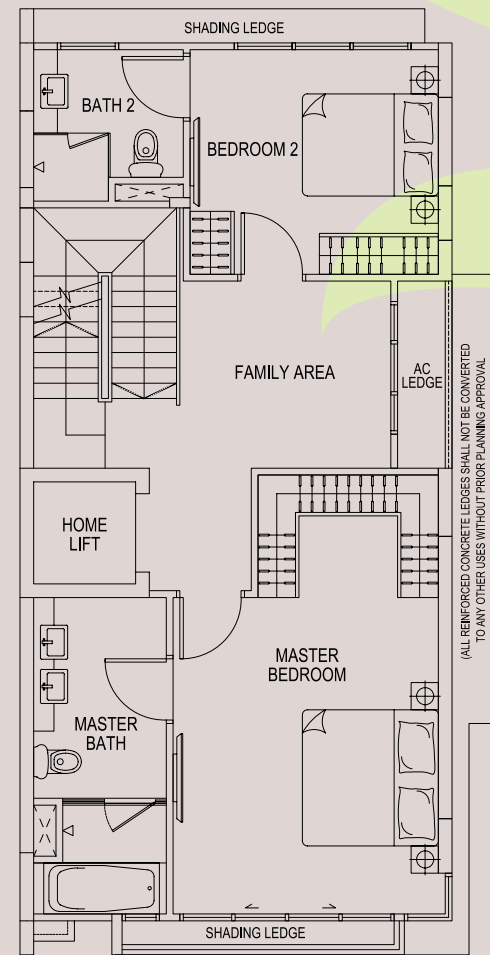 SHADING LEDGE
BATH 2
BEDROOM 2
FAMILY AREA
AC
LEDGE
HOME
LIFT
MASTER
BEDROOM
MASTER
BATH
SHADING LEDGE
(ALL REINFORCED CONCRETE LEDGES SHALL NOT BE CONVERTED
TO ANY OTHER USES WITHOUT PRIOR PLANNING APPROVAL